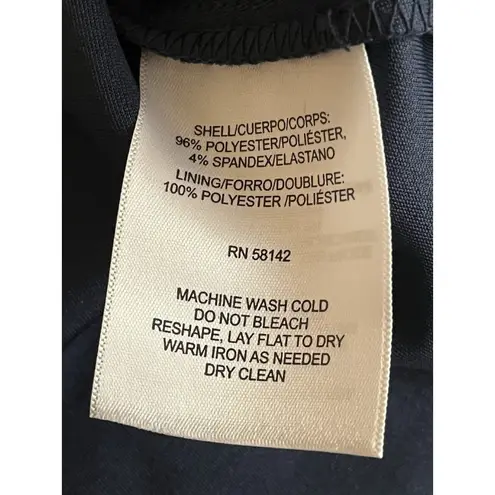 SHELL/CUERPO/CORPS:
96% POLYESTER/POLIÉSTER,
4% SPANDEX/ELASTANO
LINING/FORRO/DOUBLURE:
100% POLYESTER /POLIÉSTER
RN 58142
MACHINE WASH COLD
DO NOT BLEACH
RESHAPE, LAY FLAT TO DRY
WARM IRON AS NEEDED
DRY CLEAN